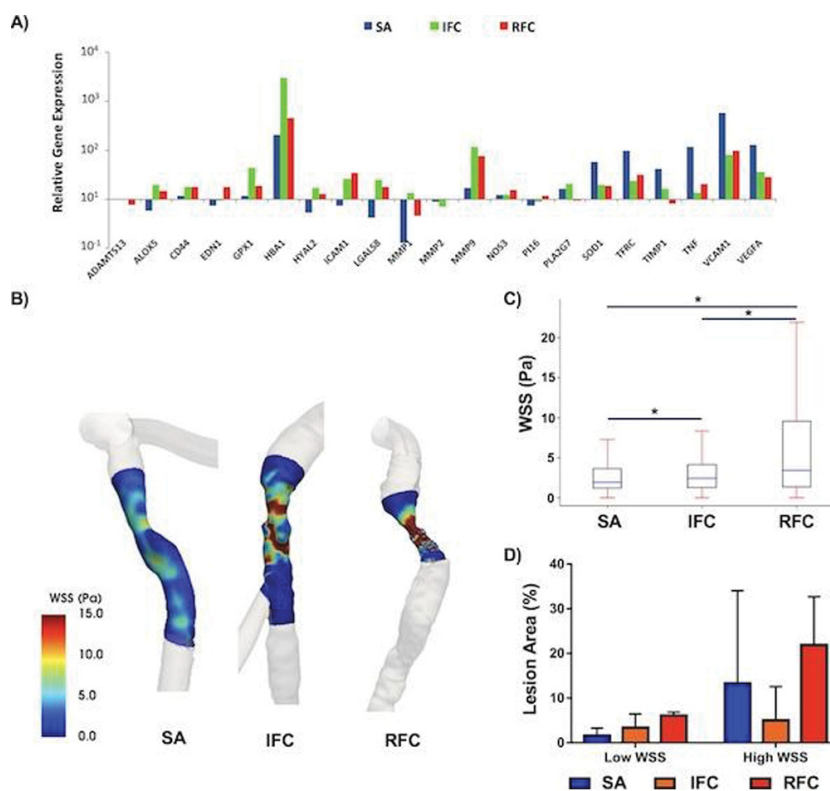 A)
SA IFC RFC
Relative Gene Expression
10⁴
10³
10²
10¹
10⁻¹
ADAMTS13 ALOX5 CD44 EDN1 GPX1 HBA1 HYAL2 ICAM1 LGALS8 MMP1 MMP2 MMP9 NOS3 PI16 PLA2G7 SOD1 TFRC TIMP1 TNF VCAM1 VEGFA
B)
WSS (Pa)
15.0
10.0
5.0
0.0
SA IFC RFC
C)
WSS (Pa)
20
15
10
5
0
*
*
*
SA IFC RFC
D)
Lesion Area (%)
40
30
20
10
0
Low WSS High WSS
SA IFC RFC